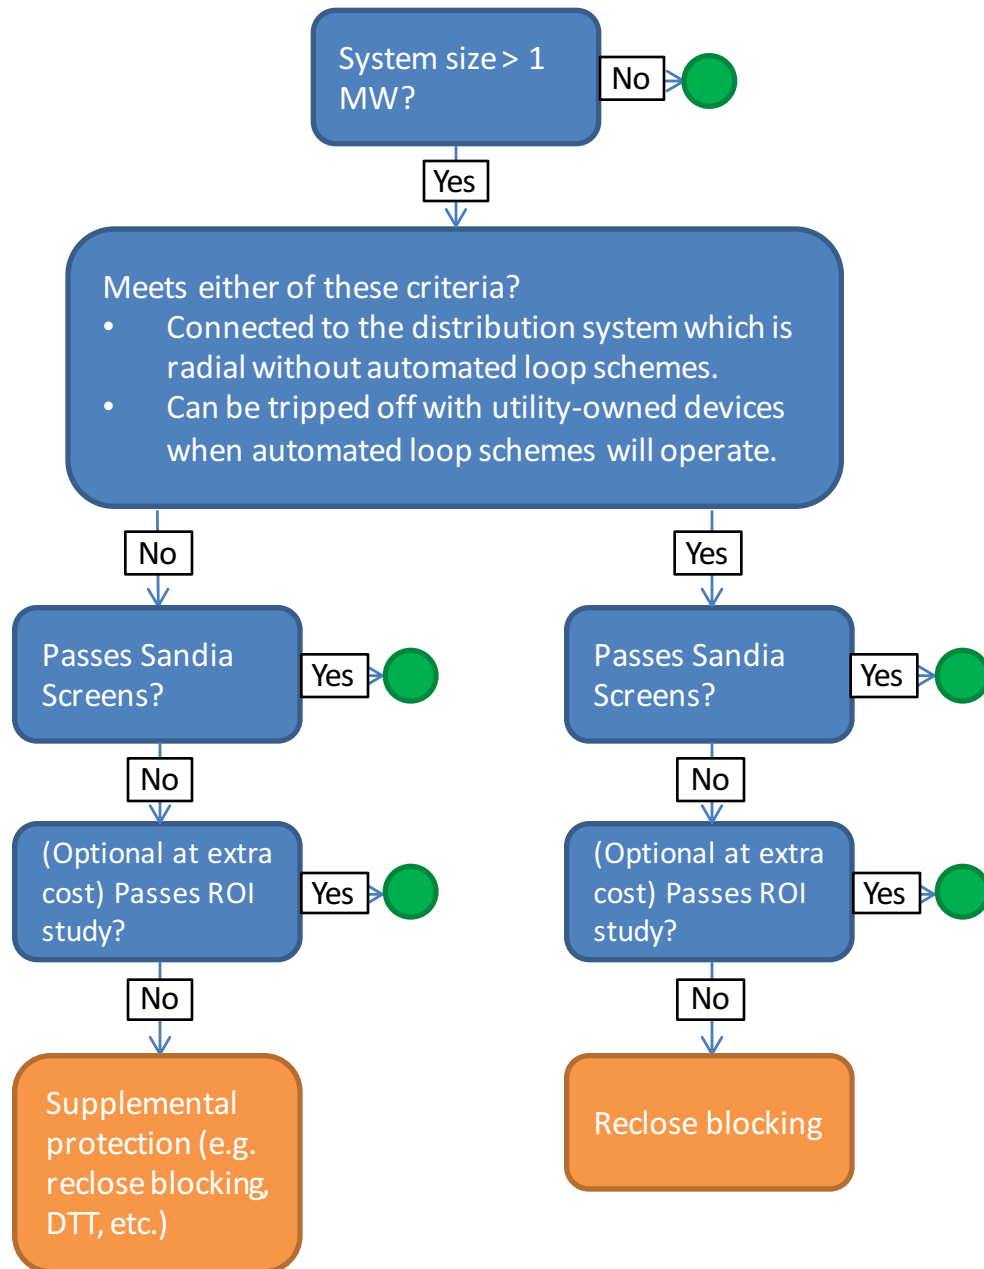 System size > 1
MW?
No
Yes
Meets either of these criteria?
• Connected to the distribution system which is
radial without automated loop schemes.
• Can be tripped off with utility-owned devices
when automated loop schemes will operate.
No
Yes
Passes Sandia
Screens?
Yes
Passes Sandia
Screens?
Yes
No
No
(Optional at extra
cost) Passes ROI
study?
Yes
(Optional at extra
cost) Passes ROI
study?
Yes
No
No
Supplemental
protection (e.g.
reclose blocking,
DTT, etc.)
Reclose blocking